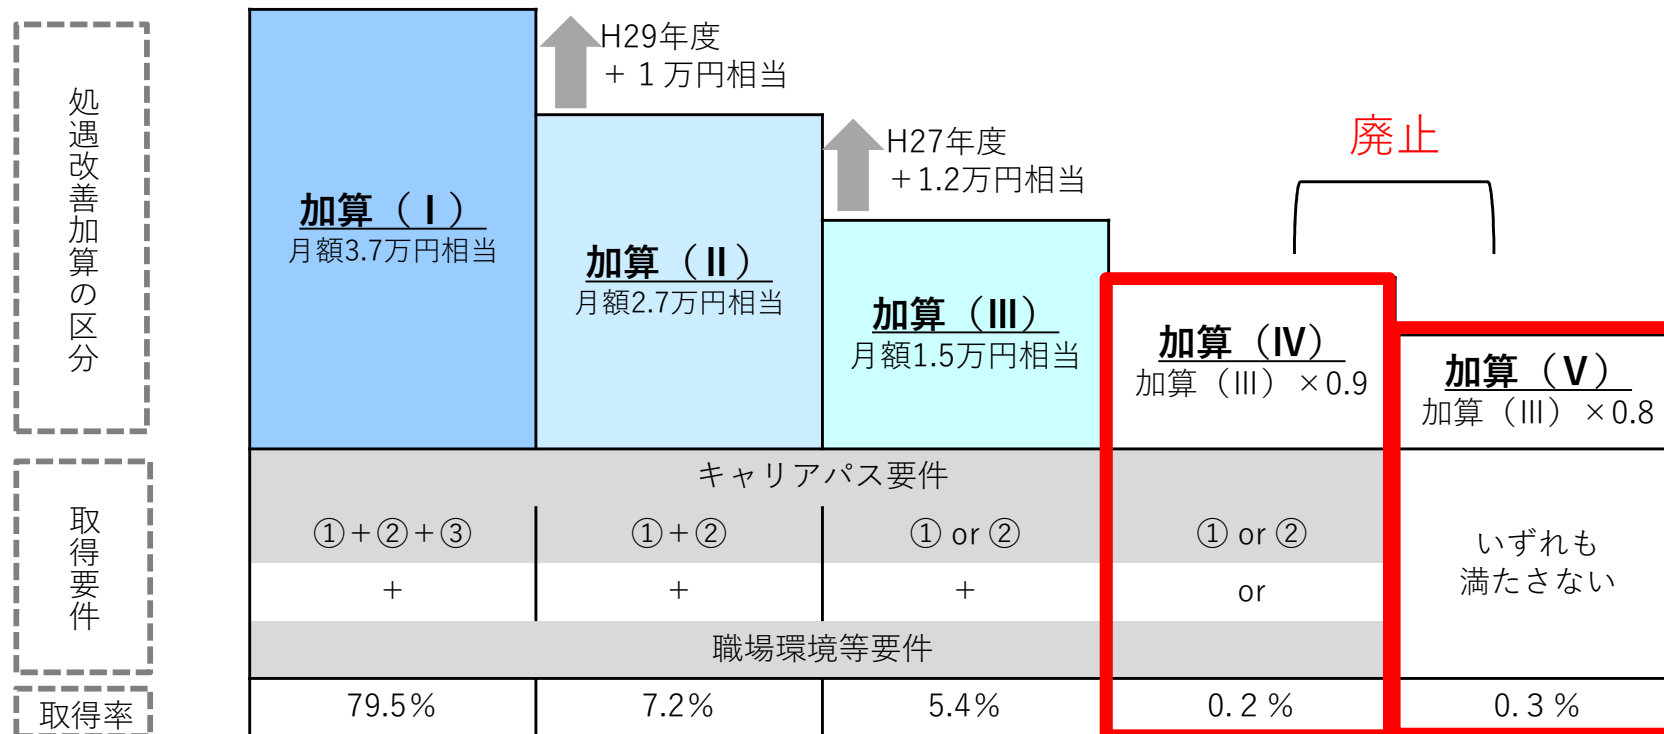 処遇改善加算の区分
H29年度
+ 1 万円相当
H27年度
+1.2万円相当
廃止
加算（Ⅰ）
月額3.7万円相当
加算（Ⅱ）
月額2.7万円相当
加算（Ⅲ）
月額1.5万円相当
加算（Ⅳ）
加算（Ⅲ）×0.9
加算（Ⅴ）
加算（Ⅲ）×0.8
取得要件
キャリアパス要件
①+②+③
①+②
① or ②
① or ②
いずれも
満たさない
+
+
+
or
職場環境等要件
取得率
79.5%
7.2%
5.4%
0.2 %
0.3 %